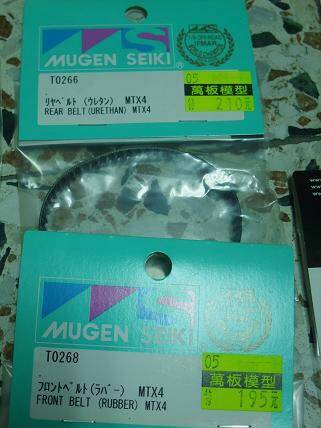 MUGEN SEIKI®
IFMAR
T0266
リヤベルト (ウレタン) MTX4
REAR BELT(URETHAN) MTX4
05
萬板模型
210元
MUGEN SEIKI
T0268
フロントベルト(ラバー) MTX4
FRONT BELT (RUBBER) MTX4
05
萬板模型
195元